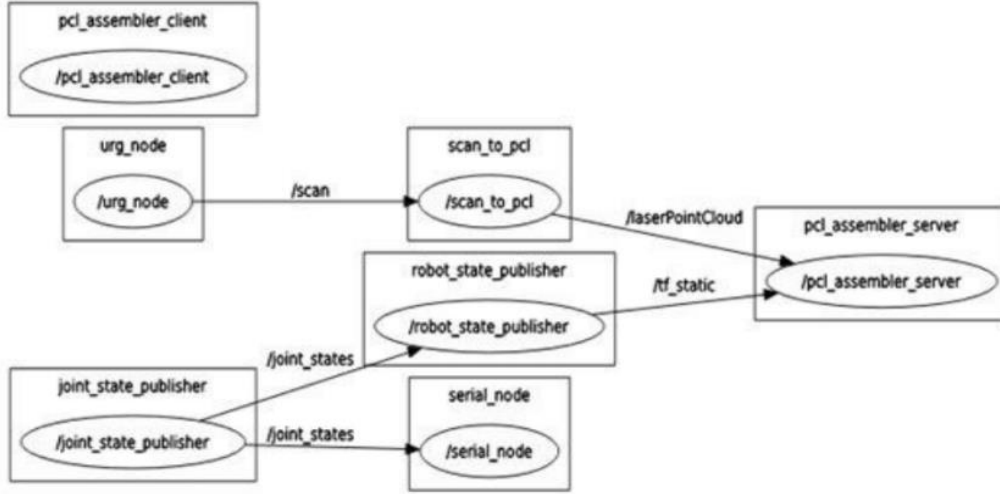 pcl_assembler_client
/pcl_assembler_client
urg_node
/urg_node
/scan
scan_to_pcl
/scan_to_pcl
/laserPointCloud
pcl_assembler_server
/pcl_assembler_server
robot_state_publisher
/robot_state_publisher
/tf_static
/joint_states
joint_state_publisher
/joint_state_publisher
/joint_states
serial_node
/serial_node